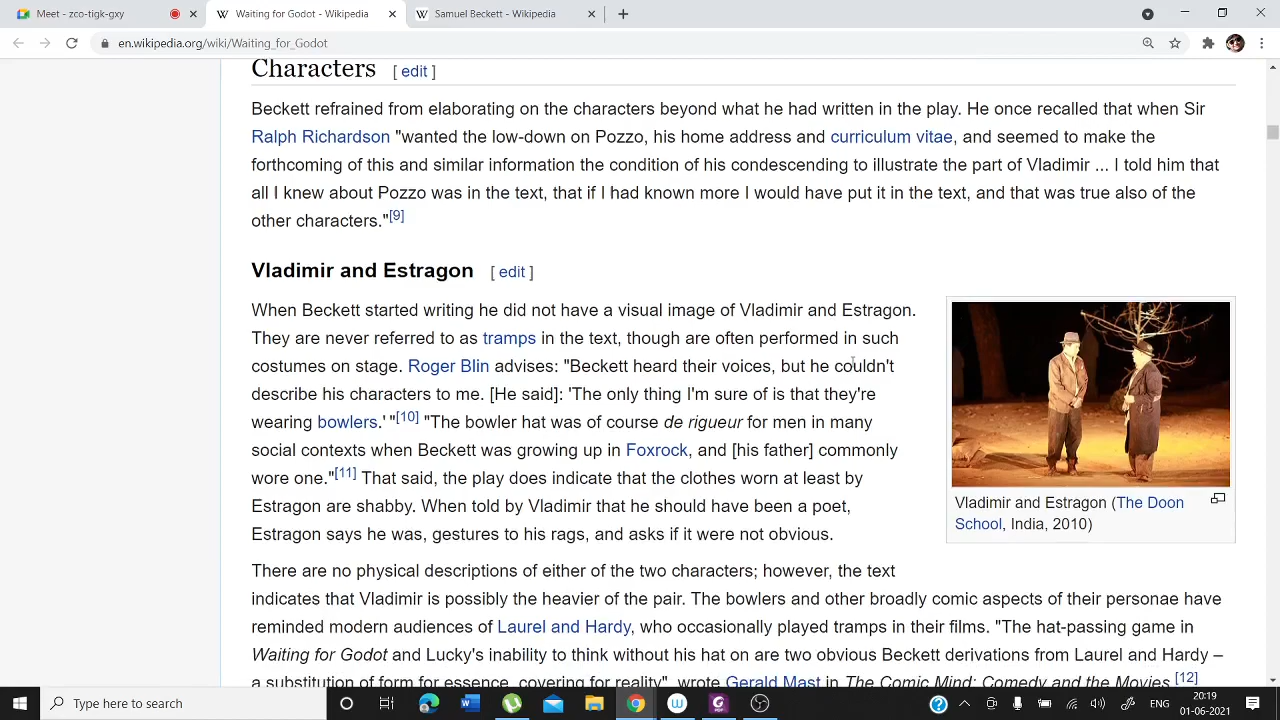 Meet - zco-tigk-gxy
Waiting for Godot - Wikipedia
Samuel Beckett - Wikipedia
en.wikipedia.org/wiki/Waiting_for_Godot
Characters [ edit ]
Beckett refrained from elaborating on the characters beyond what he had written in the play. He once recalled that when Sir
Ralph Richardson "wanted the low-down on Pozzo, his home address and curriculum vitae, and seemed to make the
forthcoming of this and similar information the condition of his condescending to illustrate the part of Vladimir ... I told him that
all I knew about Pozzo was in the text, that if I had known more I would have put it in the text, and that was true also of the
other characters."[9]
Vladimir and Estragon [ edit ]
When Beckett started writing he did not have a visual image of Vladimir and Estragon.
They are never referred to as tramps in the text, though are often performed in such
costumes on stage. Roger Blin advises: "Beckett heard their voices, but he couldn't
describe his characters to me. [He said]: 'The only thing I'm sure of is that they're
wearing bowlers.' "[10] "The bowler hat was of course de rigueur for men in many
social contexts when Beckett was growing up in Foxrock, and [his father] commonly
wore one."[11] That said, the play does indicate that the clothes worn at least by
Estragon are shabby. When told by Vladimir that he should have been a poet,
Estragon says he was, gestures to his rags, and asks if it were not obvious.
Vladimir and Estragon (The Doon
School, India, 2010)
There are no physical descriptions of either of the two characters; however, the text
indicates that Vladimir is possibly the heavier of the pair. The bowlers and other broadly comic aspects of their personae have
reminded modern audiences of Laurel and Hardy, who occasionally played tramps in their films. "The hat-passing game in
Waiting for Godot and Lucky's inability to think without his hat on are two obvious Beckett derivations from Laurel and Hardy –
a substitution of form for essence, covering for reality", wrote Gerald Mast in The Comic Mind: Comedy and the Movies.[12]
Type here to search
20:19
01-06-2021